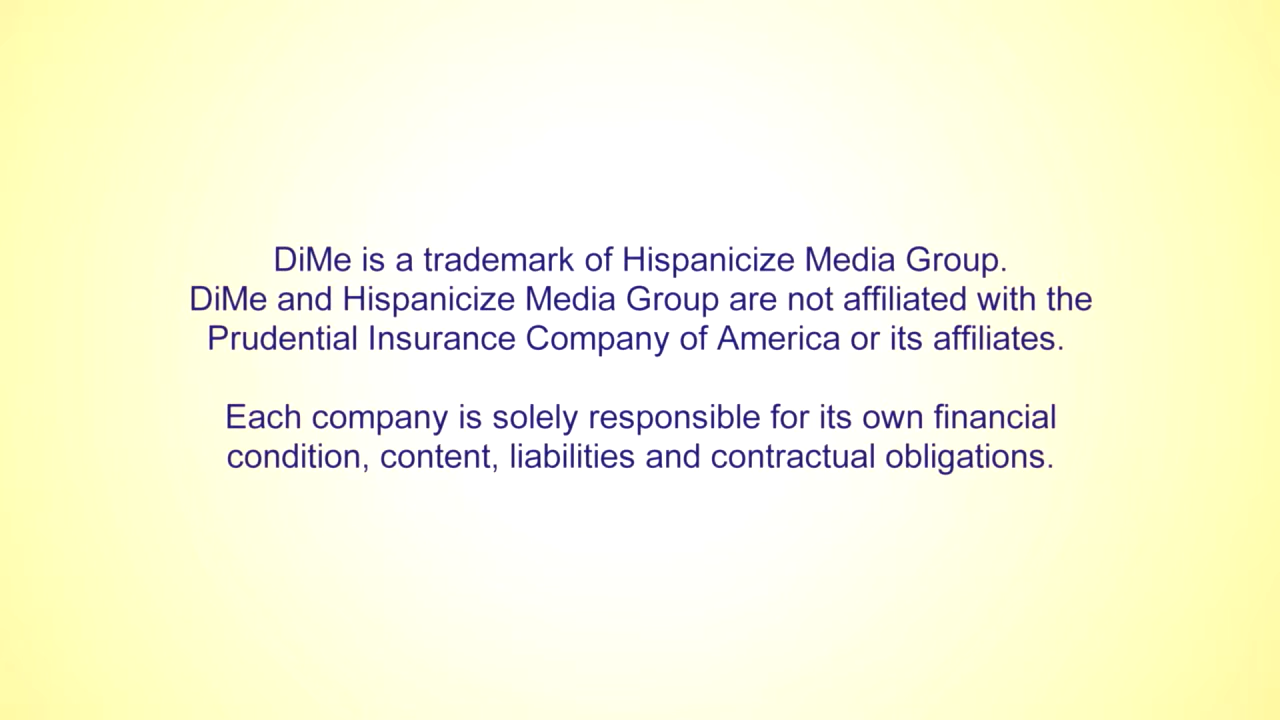 DiMe is a trademark of Hispanicize Media Group.
DiMe and Hispanicize Media Group are not affiliated with the
Prudential Insurance Company of America or its affiliates.
Each company is solely responsible for its own financial
condition, content, liabilities and contractual obligations.